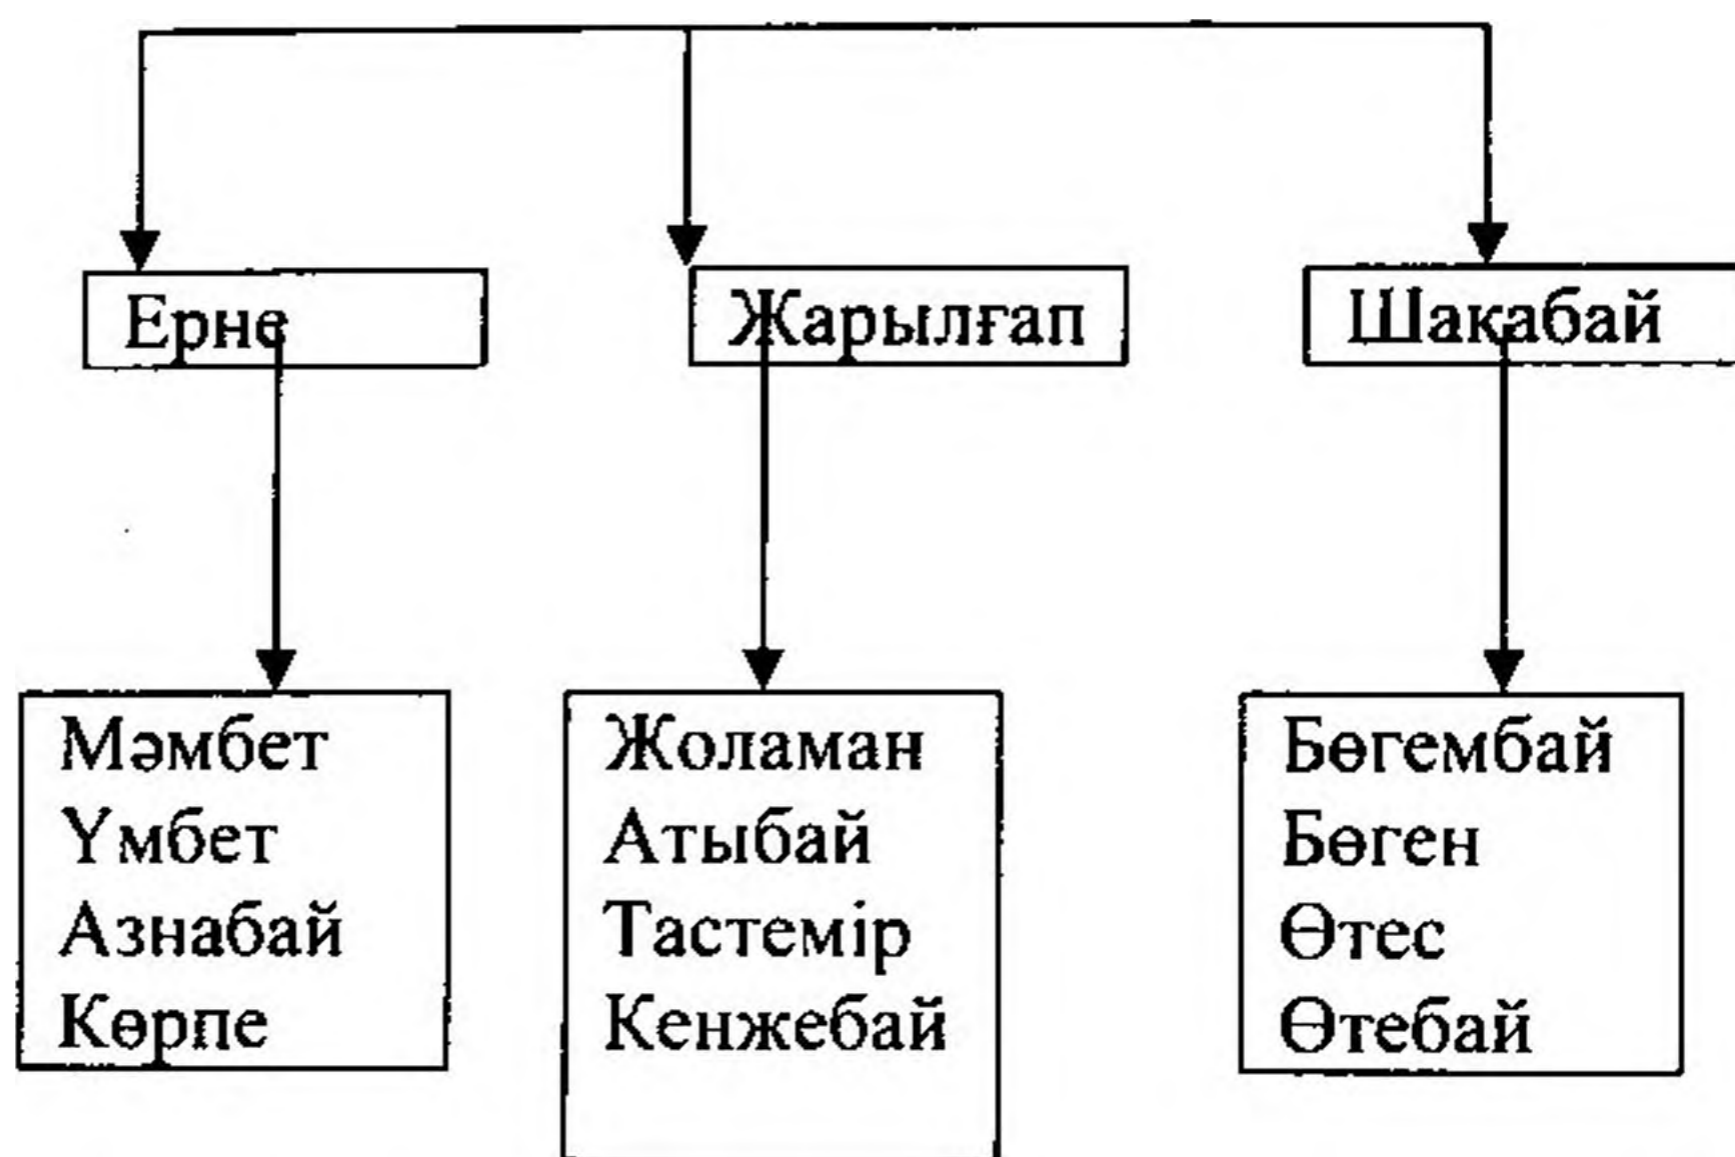 Ерне
Жарылғап
Шақабай
Мәмбет
Үмбет
Азнабай
Көрпе
Жоламан
Атыбай
Тастемір
Кенжебай
Бөгембай
Бөген
Өтес
Өтебай